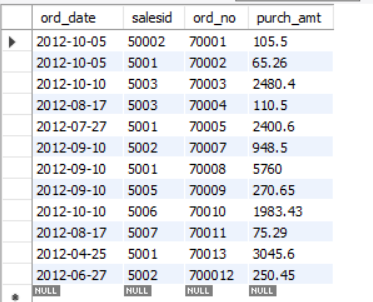 ord_date salesid ord_no purch_amt
2012-10-05 50002 70001 105.5
2012-10-05 5001 70002 65.26
2012-10-10 5003 70003 2480.4
2012-08-17 5003 70004 110.5
2012-07-27 5001 70005 2400.6
2012-09-10 5002 70007 948.5
2012-09-10 5001 70008 5760
2012-09-10 5005 70009 270.65
2012-10-10 5006 70010 1983.43
2012-08-17 5007 70011 75.29
2012-04-25 5001 70013 3045.6
2012-06-27 5002 700012 250.45
NULL NULL NULL NULL